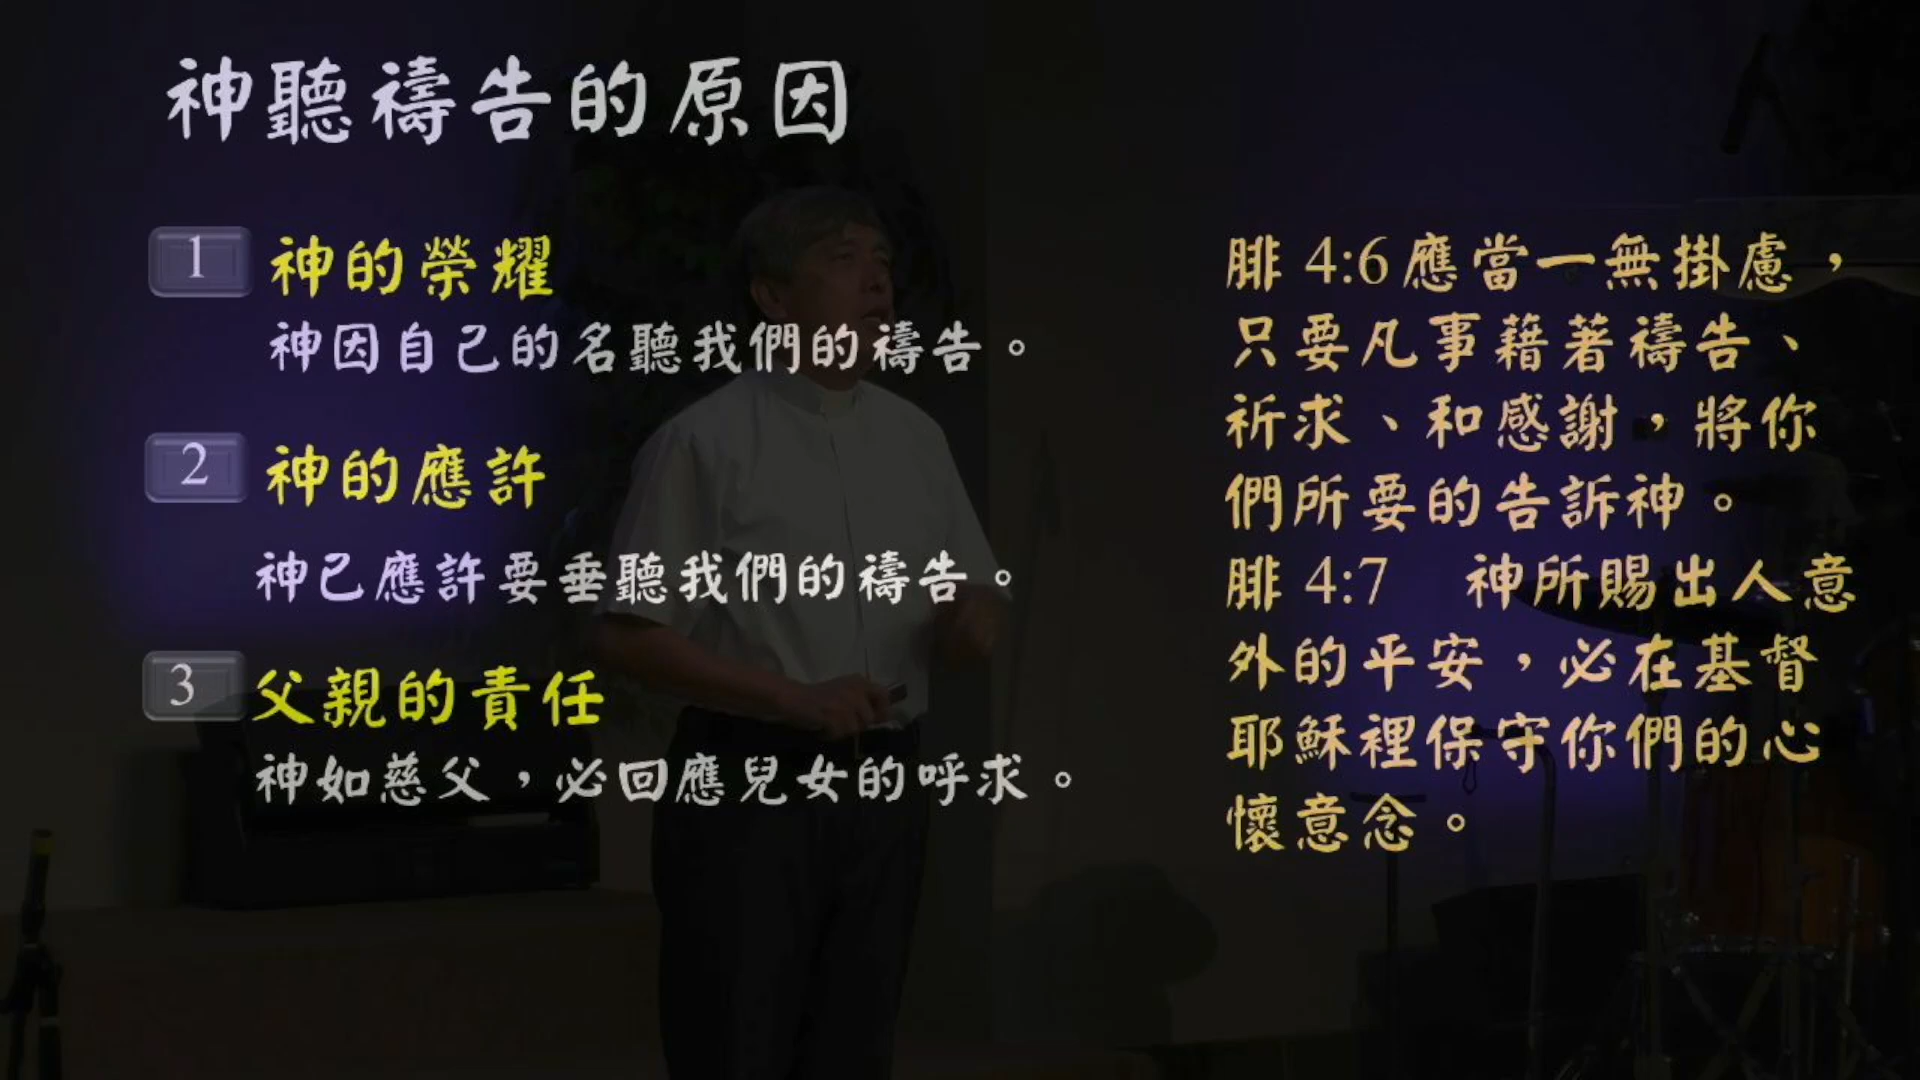 神聽禱告的原因
1 神的榮耀
神因自己的名聽我們的禱告。
2 神的應許
神已應許要垂聽我們的禱告。
3 父親的責任
神如慈父，必回應兒女的呼求。
腓 4:6 應當一無掛慮，
只要凡事藉著禱告、
祈求、和感謝，將你
們所要的告訴神。
腓 4:7 神所賜出人意
外的平安，必在基督
耶穌裡保守你們的心
懷意念。